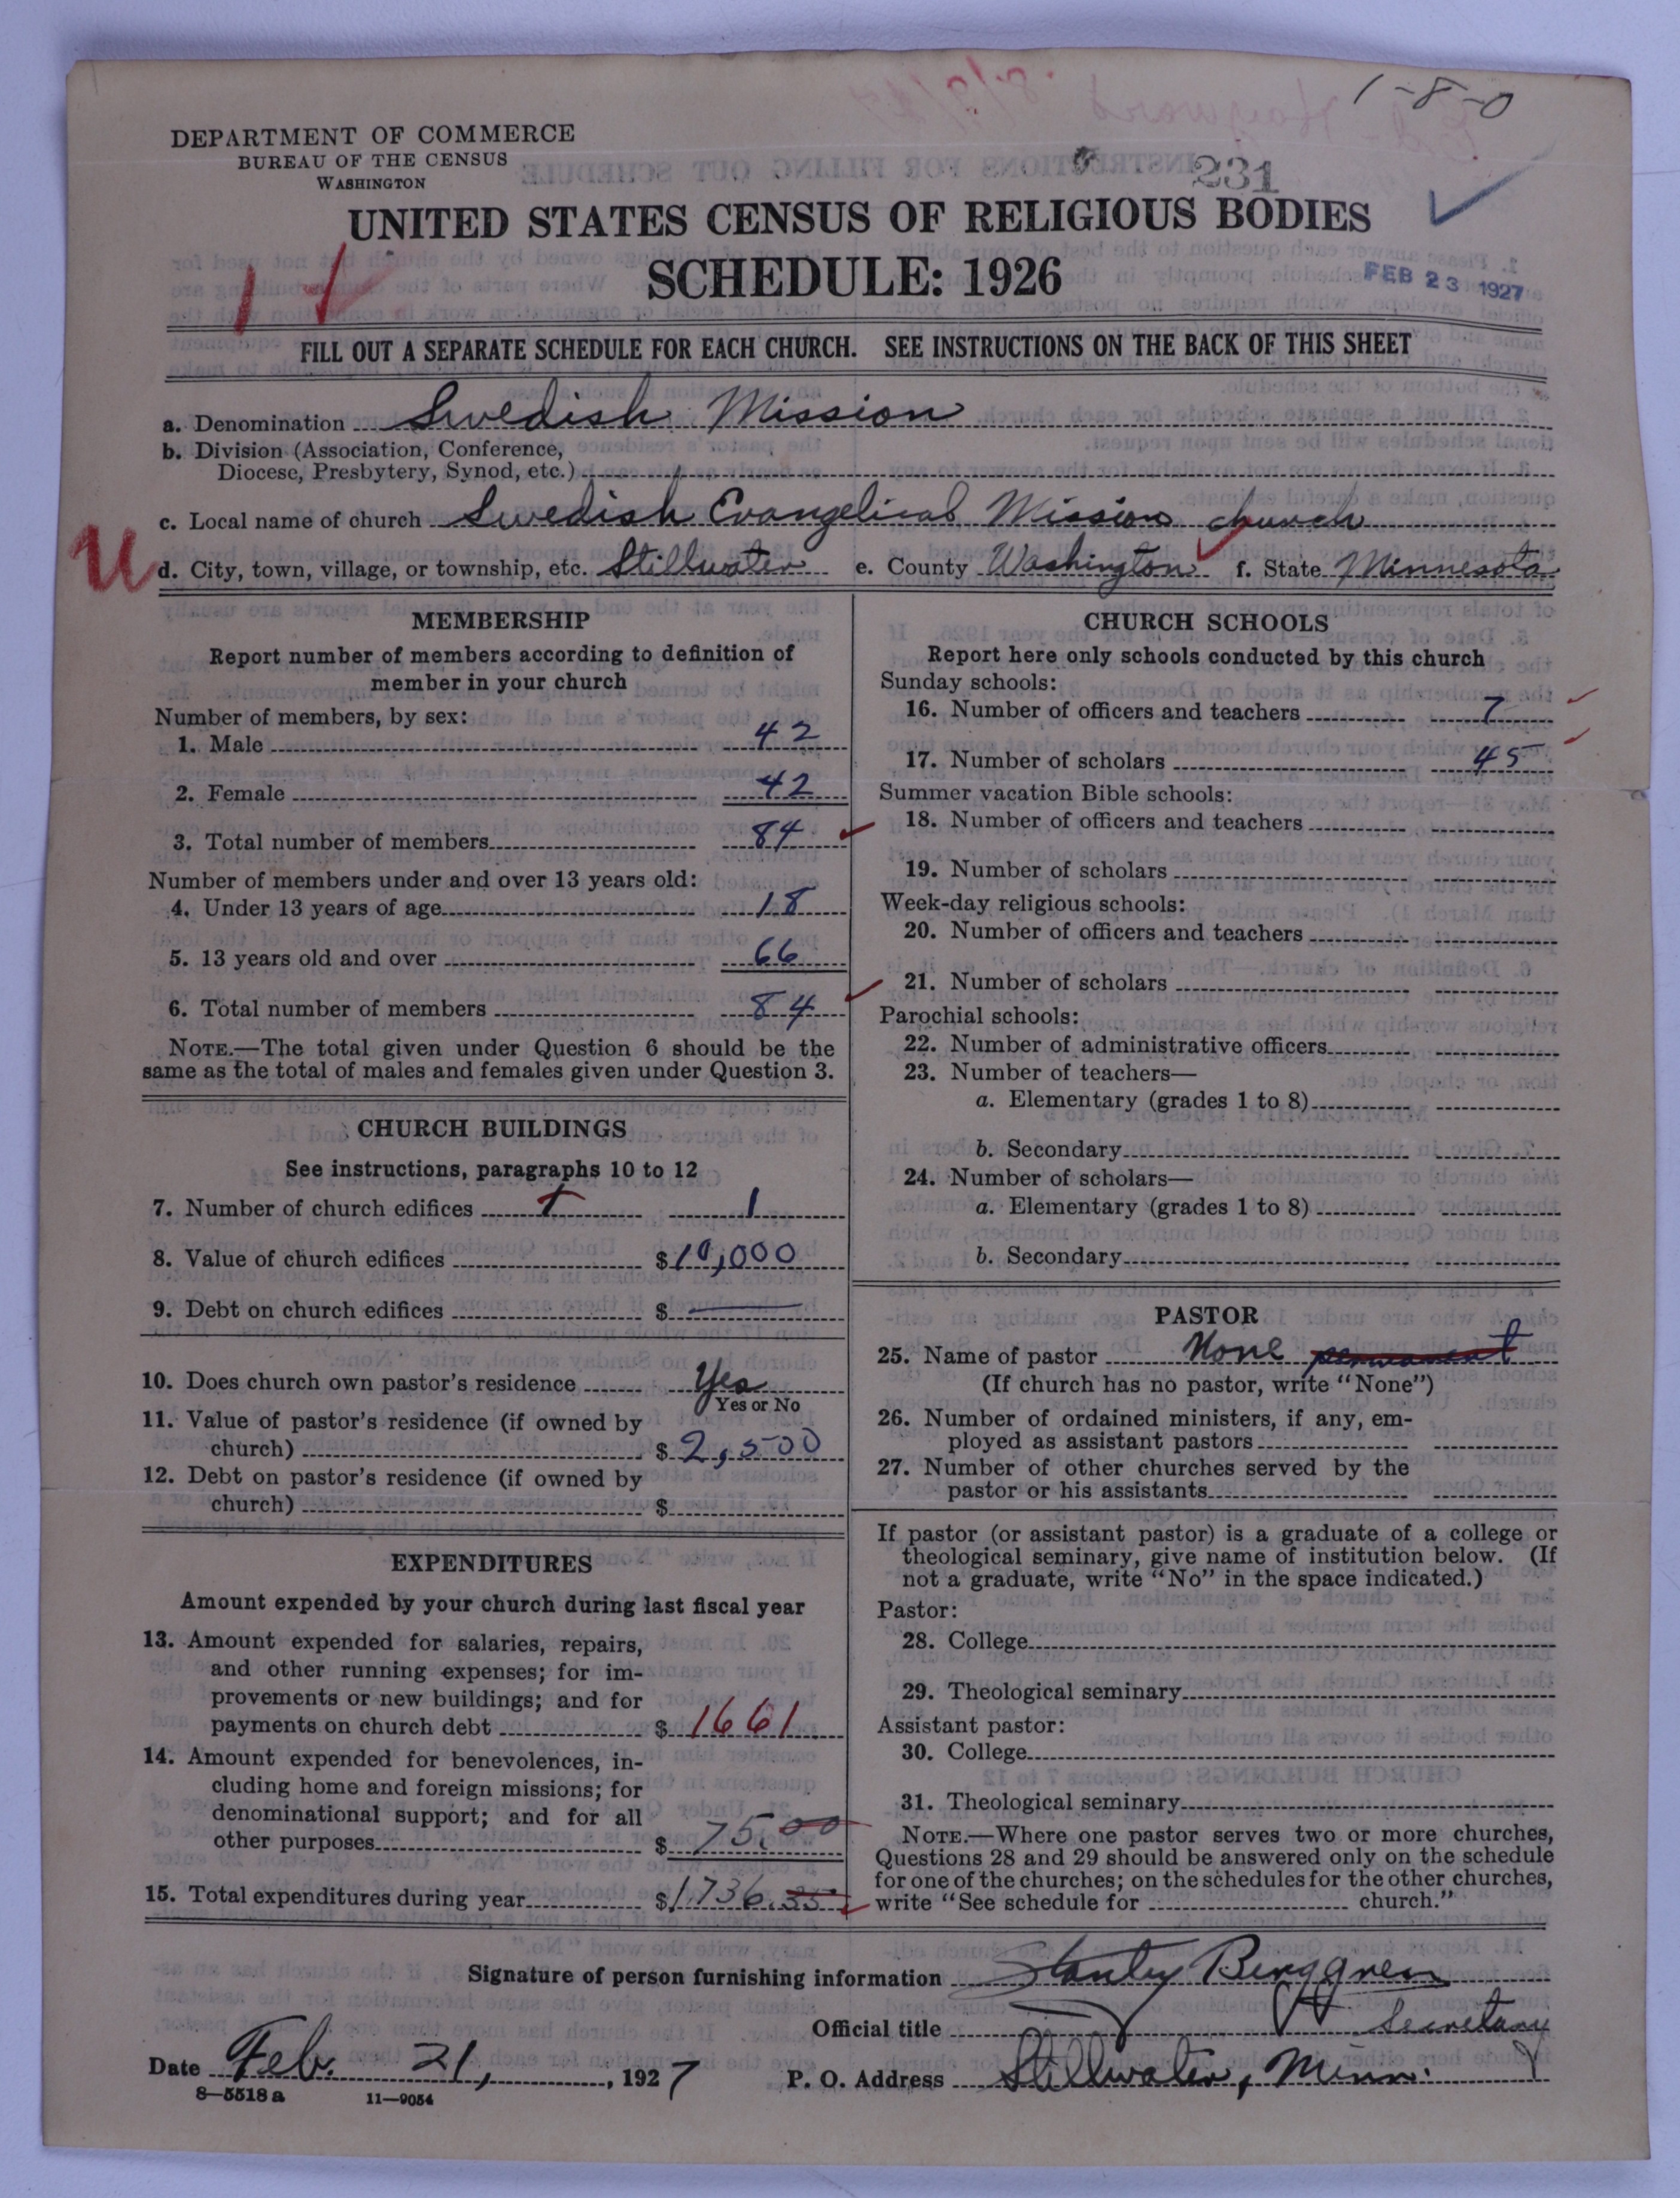 1-8-0
DEPARTMENT OF COMMERCE
BUREAU OF THE CENSUS
WASHINGTON
231
UNITED STATES CENSUS OF RELIGIOUS BODIES
SCHEDULE: 1926
FEB 23 1927
FILL OUT A SEPARATE SCHEDULE FOR EACH CHURCH. SEE INSTRUCTIONS ON THE BACK OF THIS SHEET
a. Denomination Swedish Mission
b. Division (Association, Conference,
Diocese, Presbytery, Synod, etc.)
c. Local name of church Swedish Evangelical Mission church
U
d. City, town, village, or township, etc. Stillwater e. County Washington f. State Minnesota
MEMBERSHIP
Report number of members according to definition of
member in your church
Number of members, by sex:
1. Male 42
2. Female 42
3. Total number of members 84
Number of members under and over 13 years old:
4. Under 13 years of age 18
5. 13 years old and over 66
6. Total number of members 84
NOTE.—The total given under Question 6 should be the
same as the total of males and females given under Question 3.
CHURCH BUILDINGS
See instructions, paragraphs 10 to 12
7. Number of church edifices 1 1
8. Value of church edifices $10,000
9. Debt on church edifices $ —
10. Does church own pastor's residence Yes
Yes or No
11. Value of pastor's residence (if owned by
church) $2,500
12. Debt on pastor's residence (if owned by
church) $
EXPENDITURES
Amount expended by your church during last fiscal year
13. Amount expended for salaries, repairs,
and other running expenses; for im-
provements or new buildings; and for
payments on church debt $1661
14. Amount expended for benevolences, in-
cluding home and foreign missions; for
denominational support; and for all
other purposes $75.00
15. Total expenditures during year $1,736.35
CHURCH SCHOOLS
Report here only schools conducted by this church
Sunday schools:
16. Number of officers and teachers 7
17. Number of scholars 45
Summer vacation Bible schools:
18. Number of officers and teachers
19. Number of scholars
Week-day religious schools:
20. Number of officers and teachers
21. Number of scholars
Parochial schools:
22. Number of administrative officers
23. Number of teachers—
a. Elementary (grades 1 to 8)
b. Secondary
24. Number of scholars—
a. Elementary (grades 1 to 8)
b. Secondary
PASTOR
25. Name of pastor None permanent
(If church has no pastor, write "None")
26. Number of ordained ministers, if any, em-
ployed as assistant pastors
27. Number of other churches served by the
pastor or his assistants
If pastor (or assistant pastor) is a graduate of a college or
theological seminary, give name of institution below. (If
not a graduate, write "No" in the space indicated.)
Pastor:
28. College
29. Theological seminary
Assistant pastor:
30. College
31. Theological seminary
NOTE.—Where one pastor serves two or more churches,
Questions 28 and 29 should be answered only on the schedule
for one of the churches; on the schedules for the other churches,
write "See schedule for church."
Signature of person furnishing information Stanley Berggren
Official title Secretary
Date Feb. 21, 1927 P. O. Address Stillwater, Minn.
8—5518a 11—9054